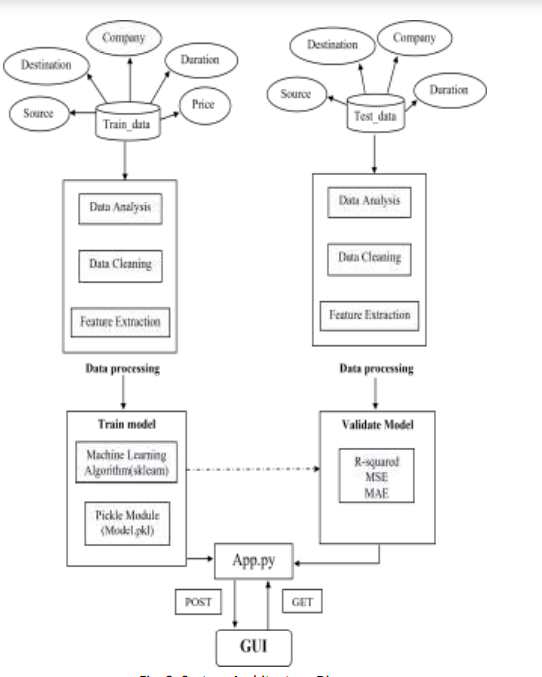 Company
Destination
Duration
Source
Price
Train_data
Destination
Company
Source
Duration
Test_data
Data Analysis
Data Cleaning
Feature Extraction
Data processing
Data Analysis
Data Cleaning
Feature Extraction
Data processing
Train model
Machine Learning
Algorithm(sklearn)
Pickle Module
(Model.pkl)
Validate Model
R-squared
MSE
MAE
App.py
POST
GET
GUI